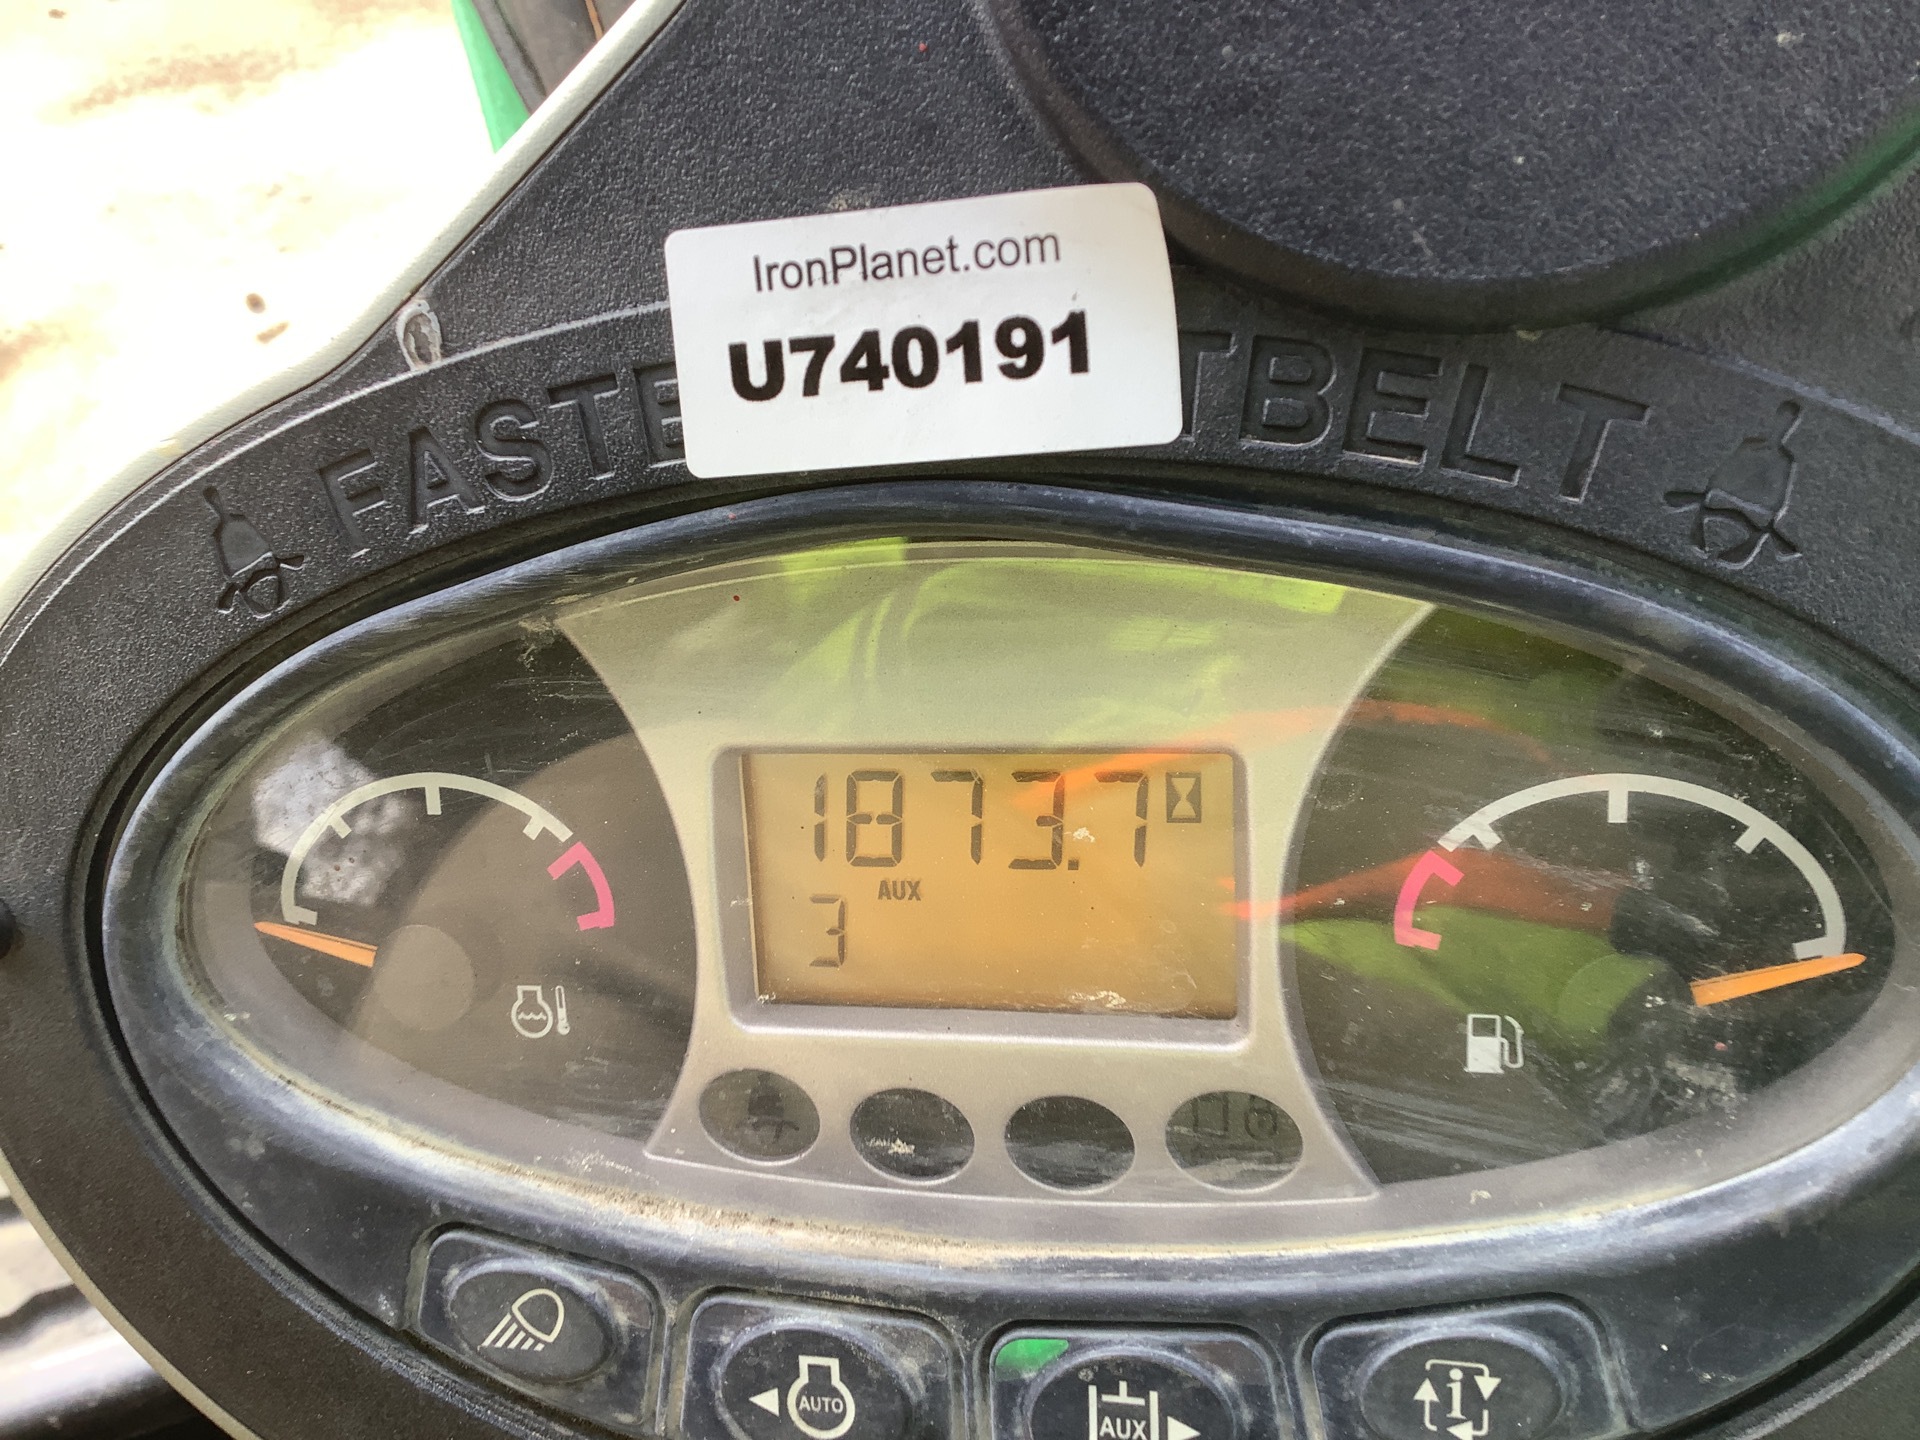 IronPlanet.com
U740191
FASTE TBELT
1873.7
AUX
3
AUTO
AUX
i